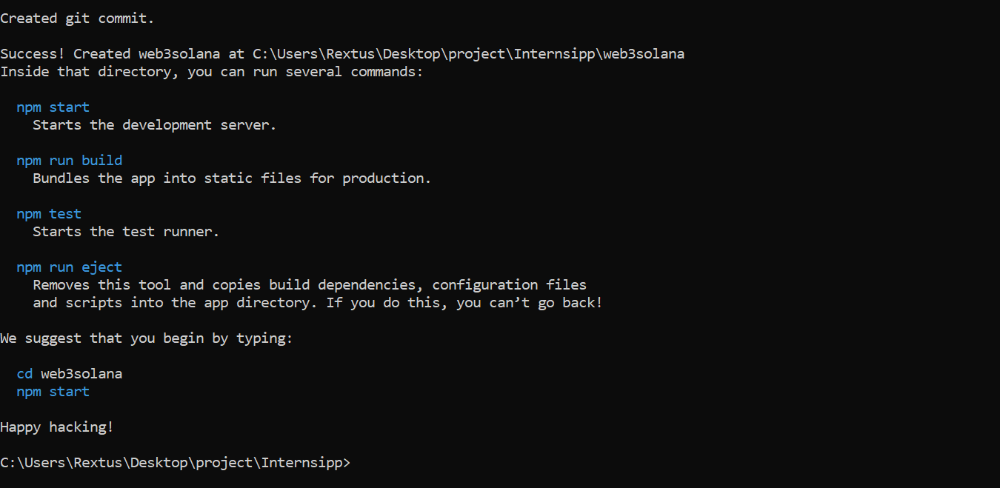 Created git commit.
Success! Created web3solana at C:\Users\Rextus\Desktop\project\Internsipp\web3solana
Inside that directory, you can run several commands:
npm start
Starts the development server.
npm run build
Bundles the app into static files for production.
npm test
Starts the test runner.
npm run eject
Removes this tool and copies build dependencies, configuration files
and scripts into the app directory. If you do this, you can’t go back!
We suggest that you begin by typing:
cd web3solana
npm start
Happy hacking!
C:\Users\Rextus\Desktop\project\Internsipp>